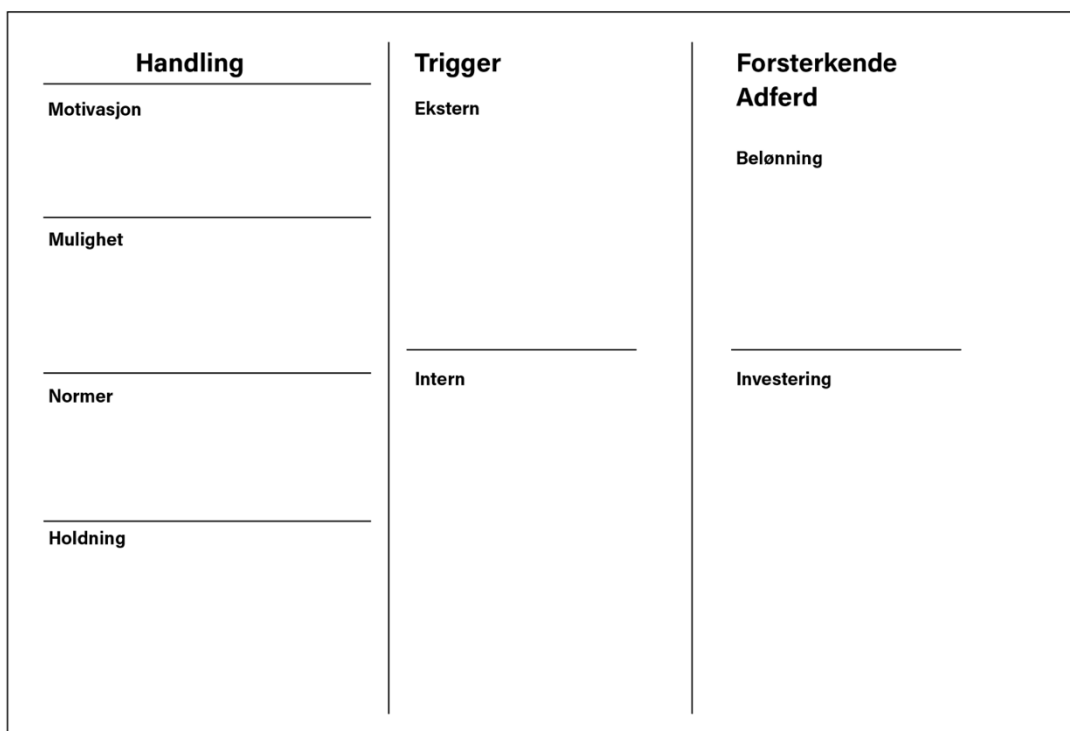 Handling
Motivasjon
Mulighet
Normer
Holdning
Trigger
Ekstern
Intern
Forsterkende
Adferd
Belønning
Investering